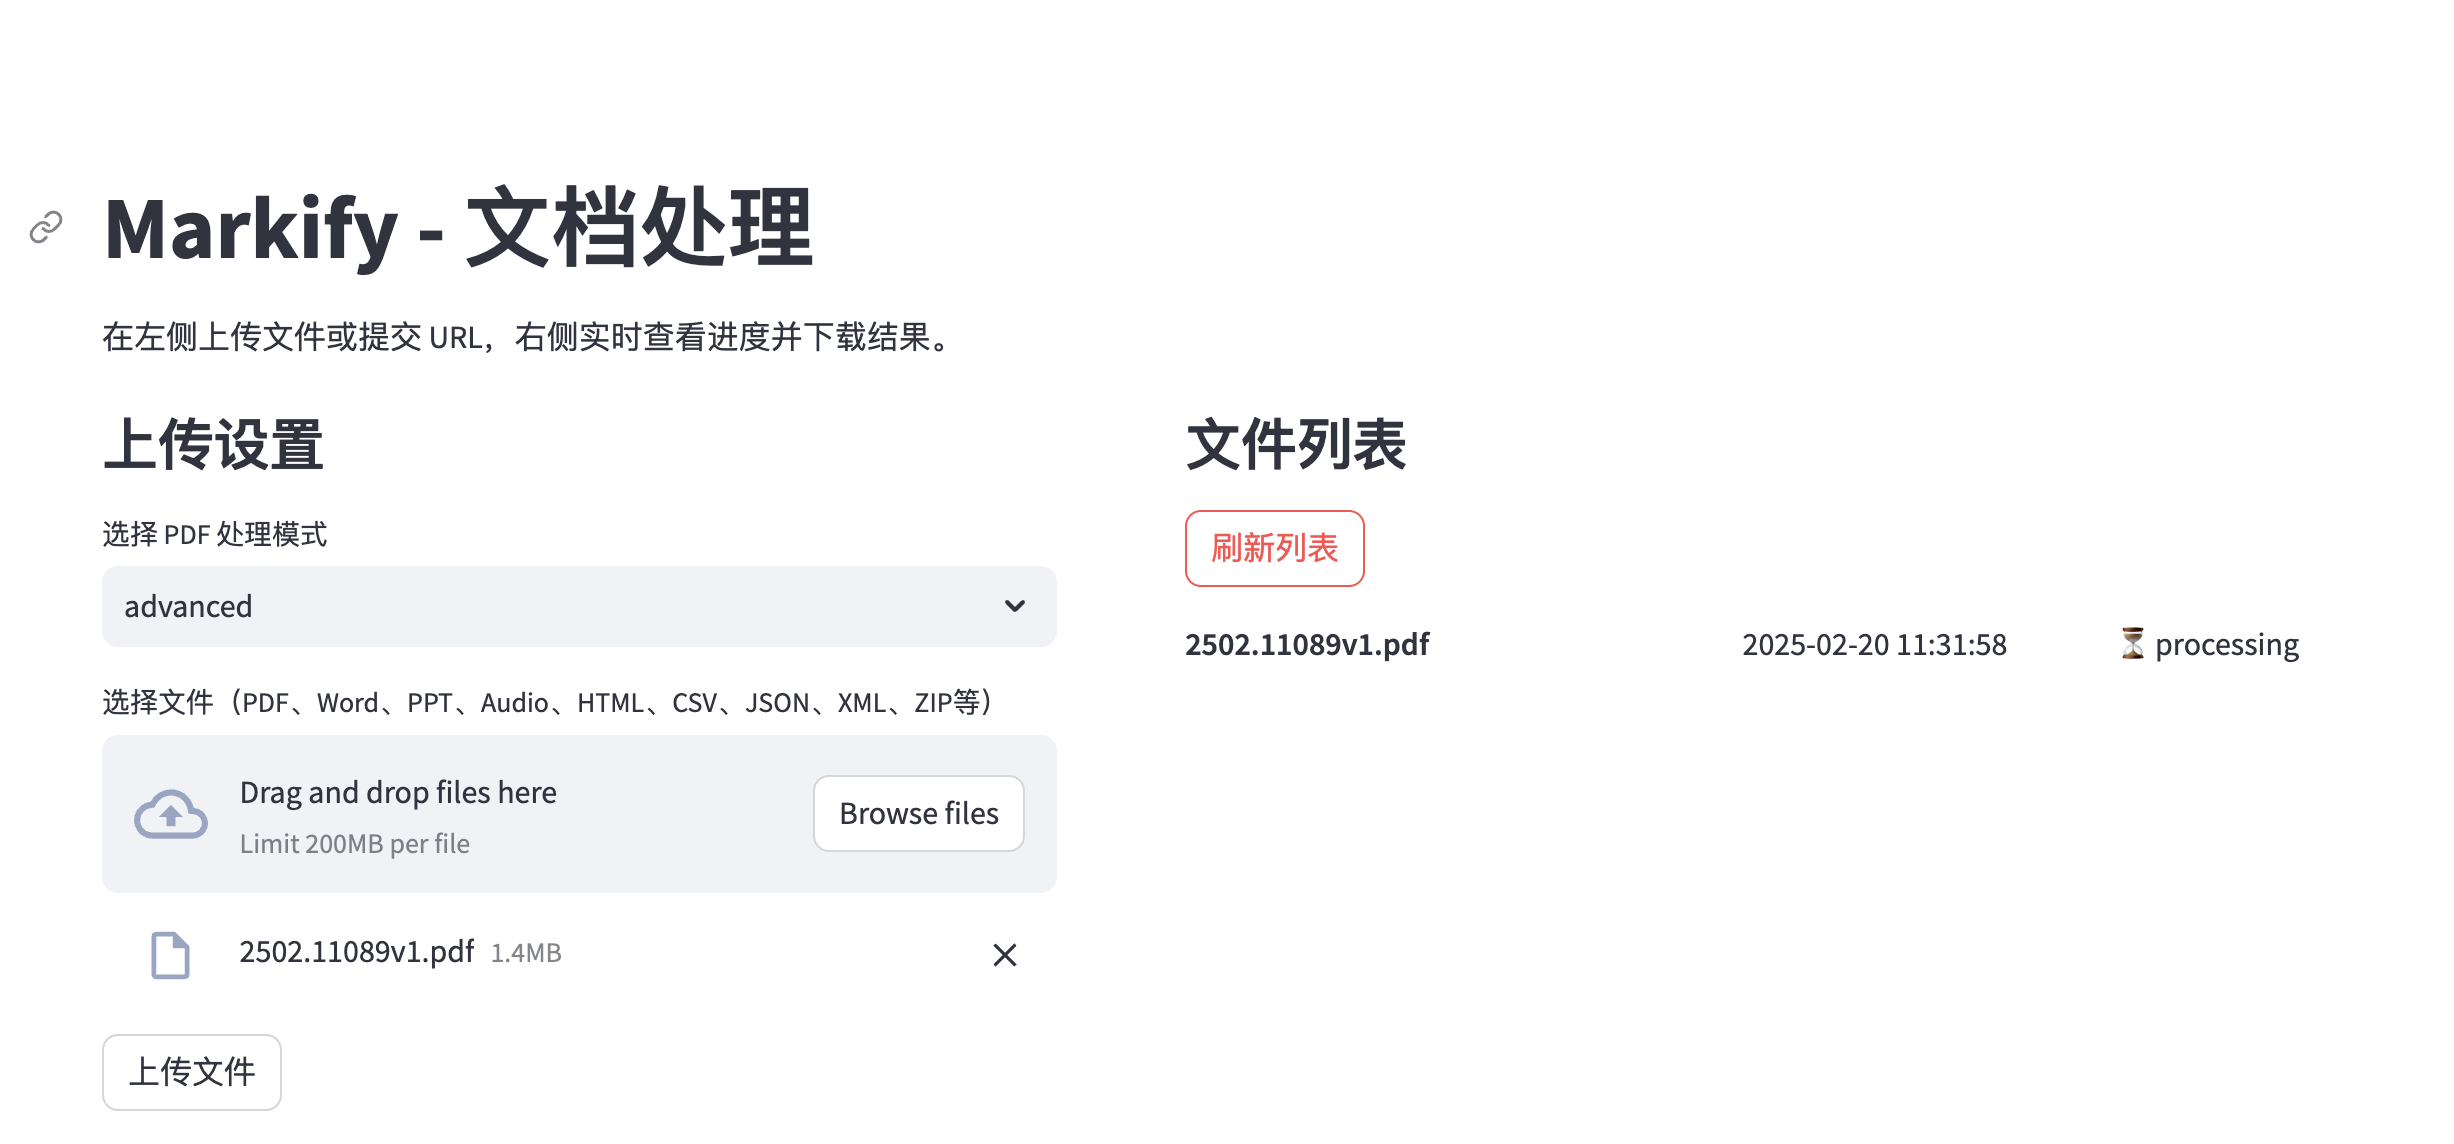 Markify - 文档处理
在左侧上传文件或提交 URL，右侧实时查看进度并下载结果。
上传设置
选择 PDF 处理模式
advanced
选择文件（PDF、Word、PPT、Audio、HTML、CSV、JSON、XML、ZIP等）
Drag and drop files here
Limit 200MB per file
Browse files
2502.11089v1.pdf 1.4MB
上传文件
文件列表
刷新列表
2502.11089v1.pdf 2025-02-20 11:31:58 ⏳ processing